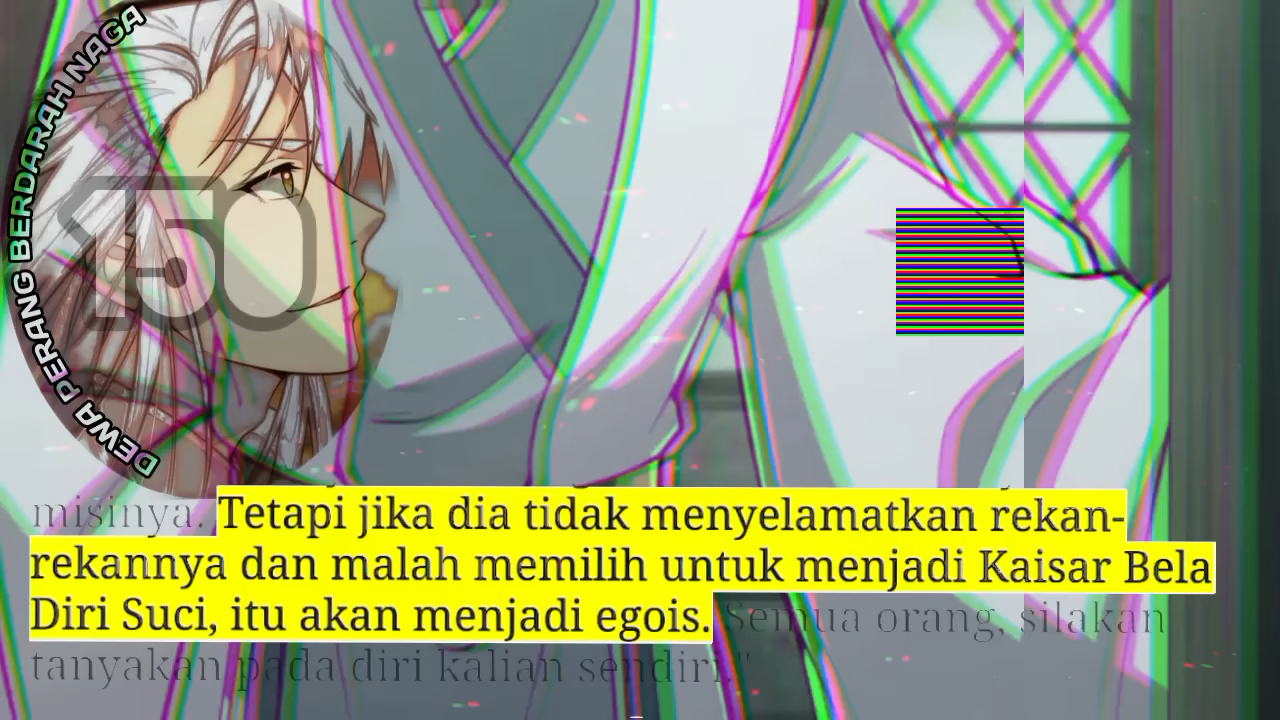 DEWA PERANG BERDARAH NAGA
150
misinya. Tetapi jika dia tidak menyelamatkan rekan-
rekannya dan malah memilih untuk menjadi Kaisar Bela
Diri Suci, itu akan menjadi egois. Semua orang, silakan
tanyakan pada diri kalian sendiri."